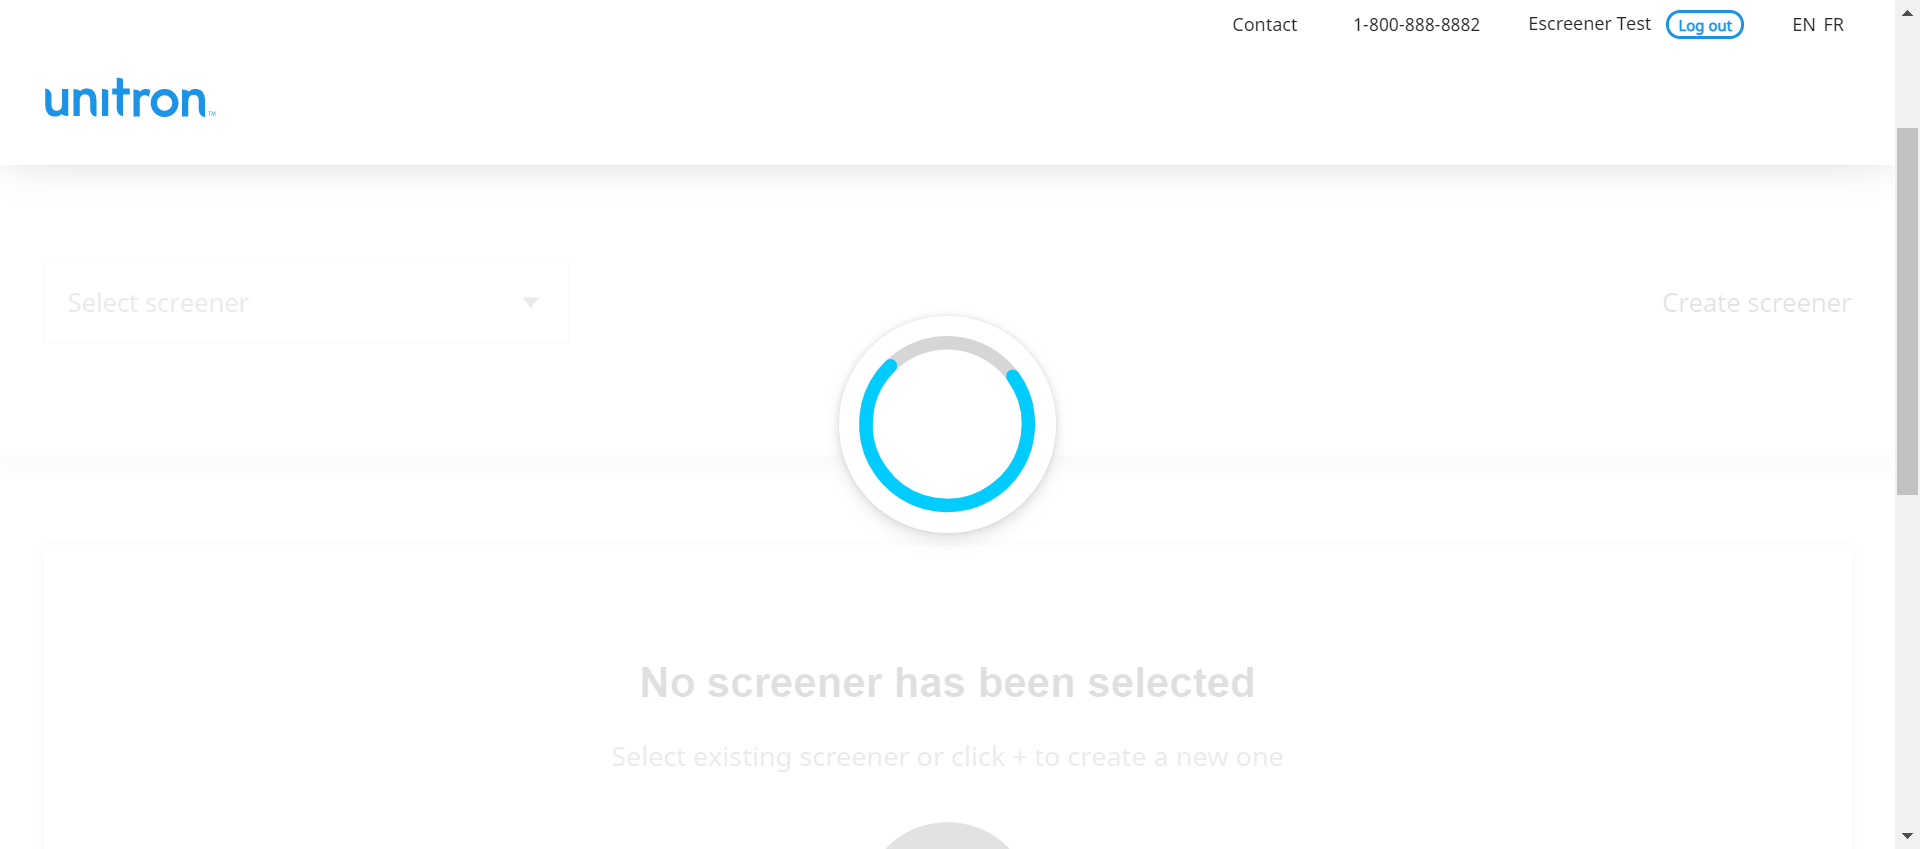 Contact 1-800-888-8882 Escreener Test Log out EN FR
unitron™
Select screener
Create screener
No screener has been selected
Select existing screener or click + to create a new one